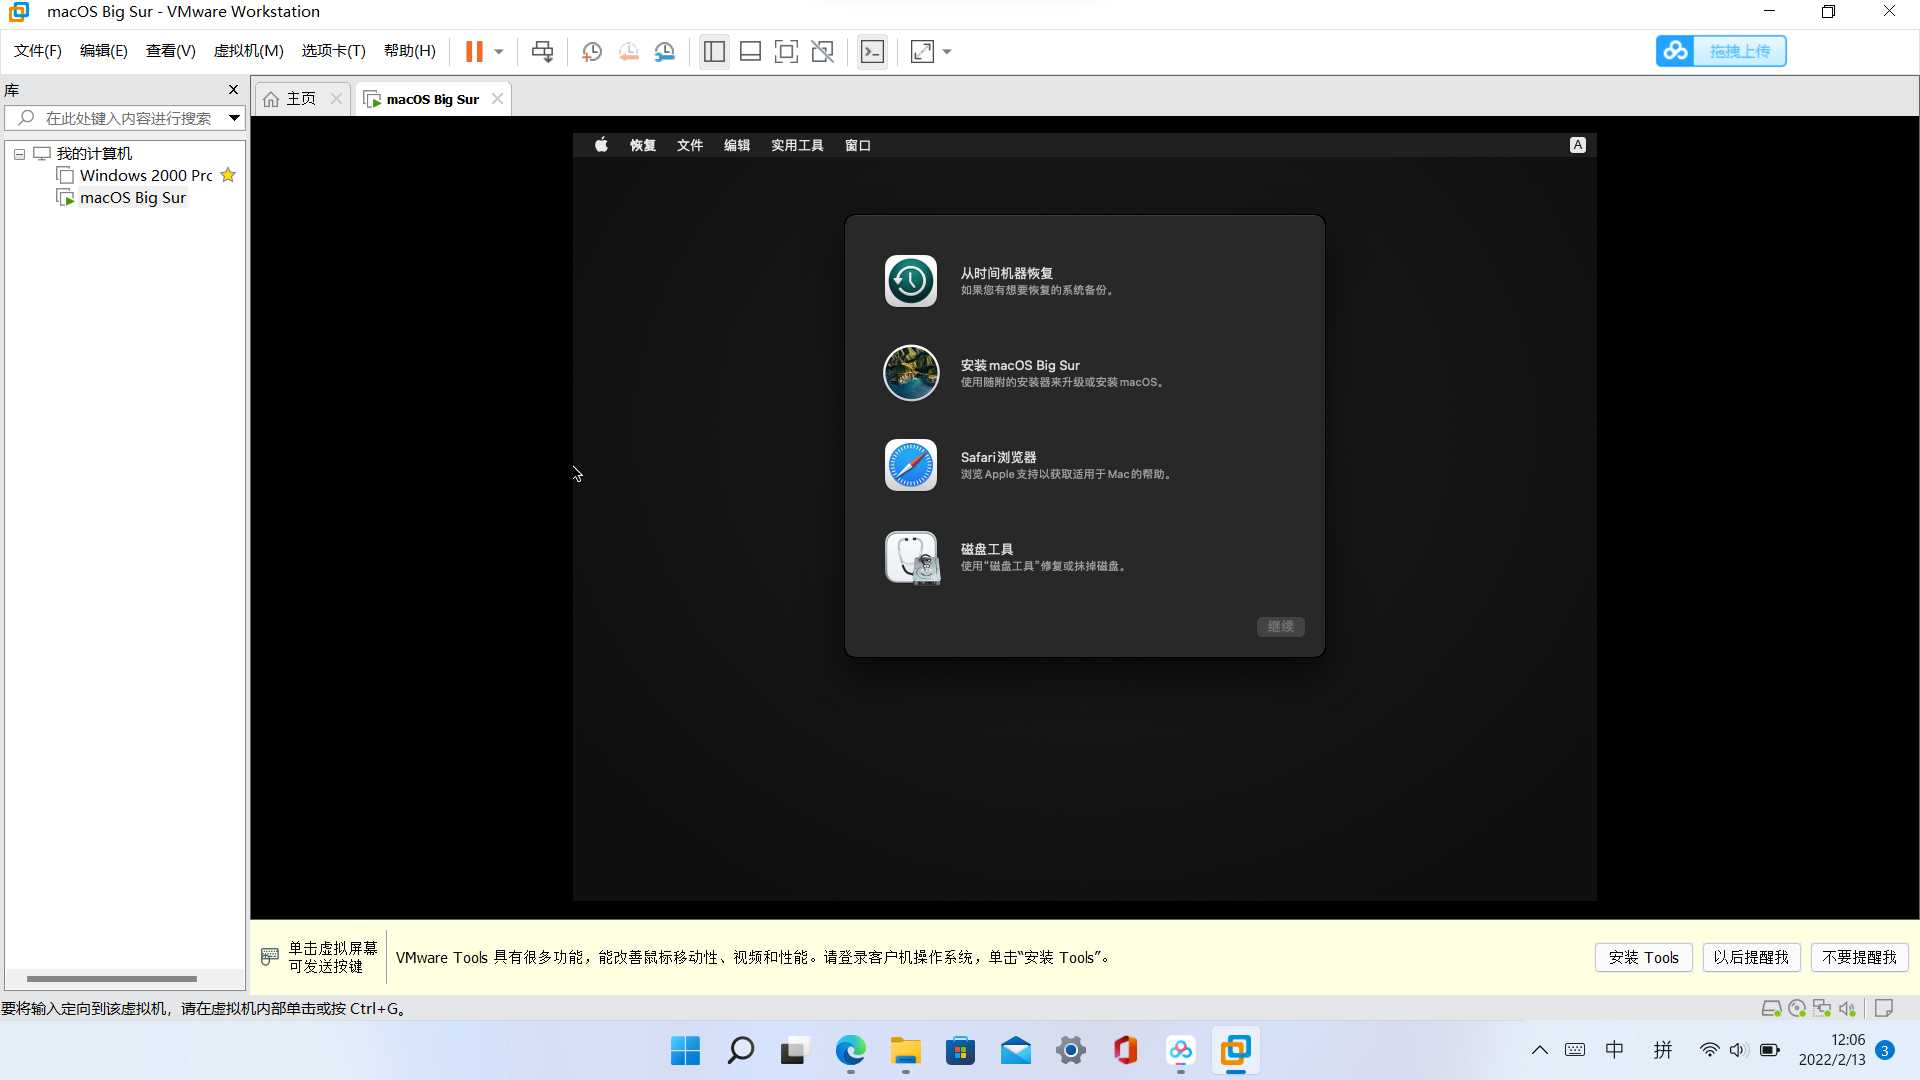 macOS Big Sur - VMware Workstation
文件(F) 编辑(E) 查看(V) 虚拟机(M) 选项卡(T) 帮助(H)
拖拽上传
库
主页
macOS Big Sur
在此处键入内容进行搜索
我的计算机
Windows 2000 Pro
macOS Big Sur
恢复 文件 编辑 实用工具 窗口
A
从时间机器恢复
如果您有想要恢复的系统备份。
安装macOS Big Sur
使用随附的安装器来升级或安装macOS。
Safari浏览器
浏览Apple支持以获取适用于Mac的帮助。
磁盘工具
使用“磁盘工具”修复或抹掉磁盘。
继续
单击虚拟屏幕
可发送按键
VMware Tools 具有很多功能，能改善鼠标移动性、视频和性能。请登录客户机操作系统，单击“安装 Tools”。
安装 Tools
以后提醒我
不要提醒我
要将输入定向到该虚拟机，请在虚拟机内部单击或按 Ctrl+G。
中
拼
12:06
2022/2/13
3